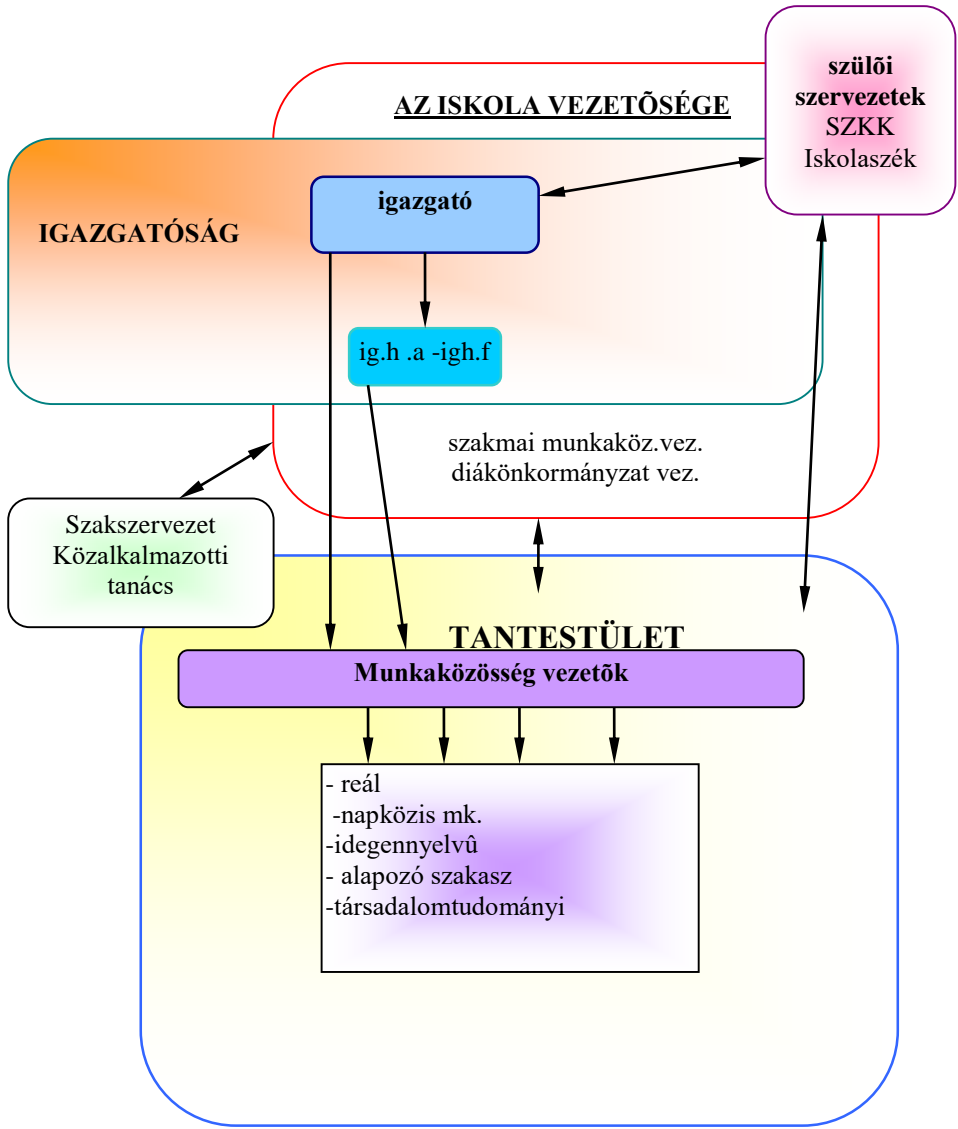 szülõi
szervezetek
SZKK
Iskolaszék
AZ ISKOLA VEZETÕSÉGE
igazgató
IGAZGATÓSÁG
ig.h .a -igh.f
szakmai munkaköz.vez.
diákönkormányzat vez.
Szakszervezet
Közalkalmazotti
tanács
TANTESTÜLET
Munkaközösség vezetõk
- reál
-napközis mk.
-idegennyelvû
- alapozó szakasz
-társadalomtudományi